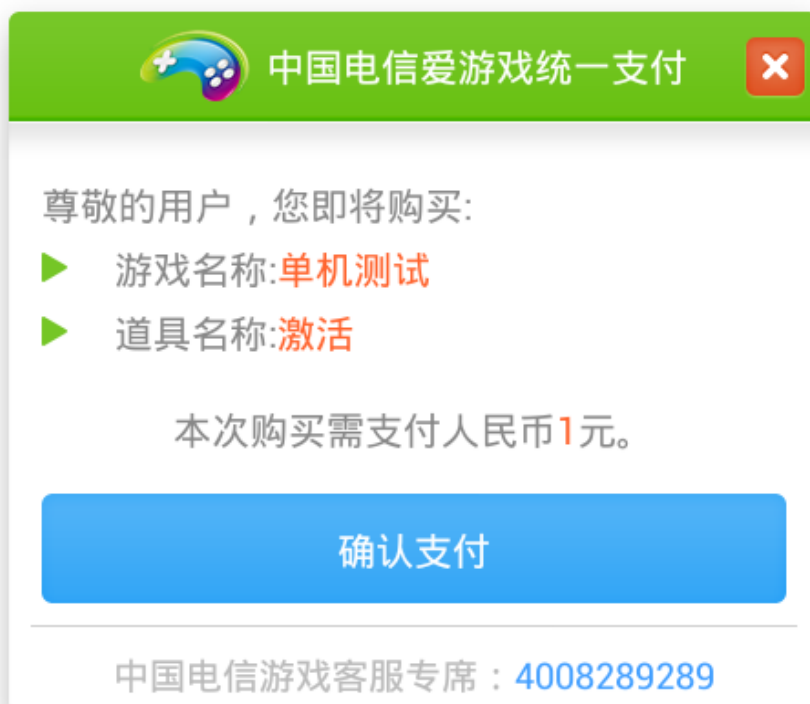 中国电信爱游戏统一支付
尊敬的用户，您即将购买:
游戏名称:单机测试
道具名称:激活
本次购买需支付人民币1元。
确认支付
中国电信游戏客服专席：4008289289